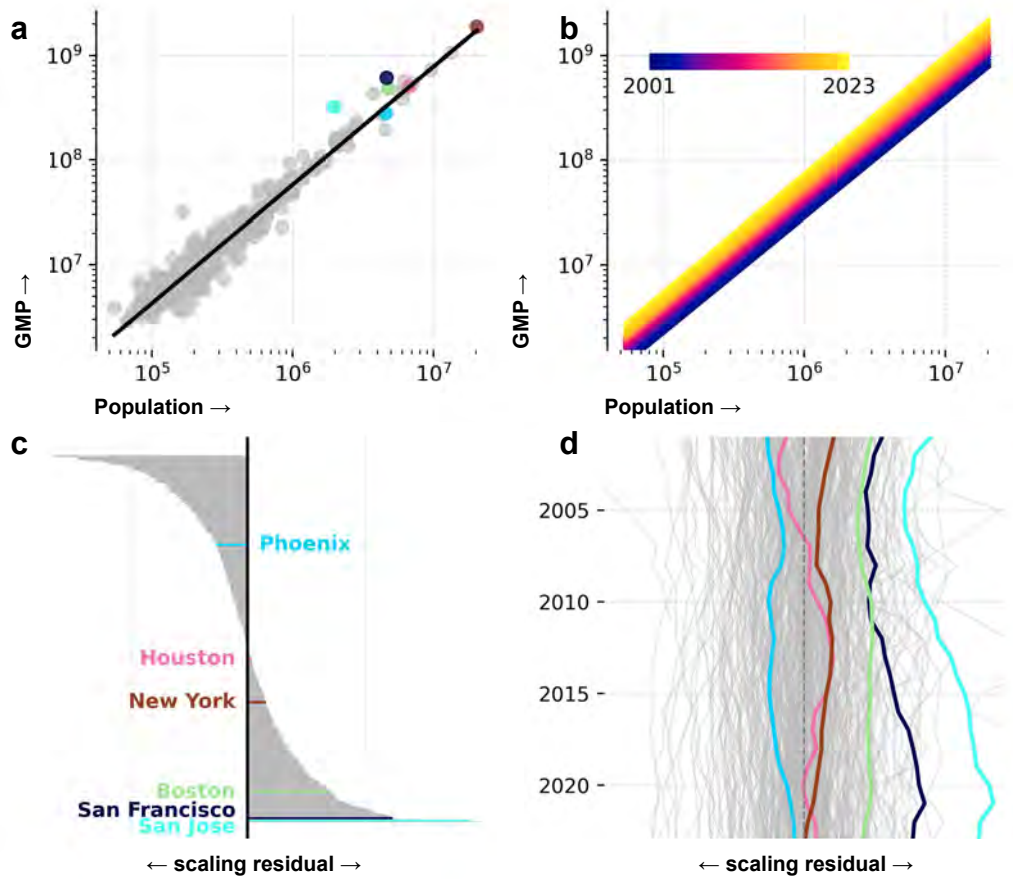 a
10⁹
10⁸
10⁷
GMP →
10⁵ 10⁶ 10⁷
Population →
b
2001 2023
10⁹
10⁸
10⁷
GMP →
10⁵ 10⁶ 10⁷
Population →
c
Phoenix
Houston
New York
Boston
San Francisco
San Jose
← scaling residual →
d
2005
2010
2015
2020
← scaling residual →